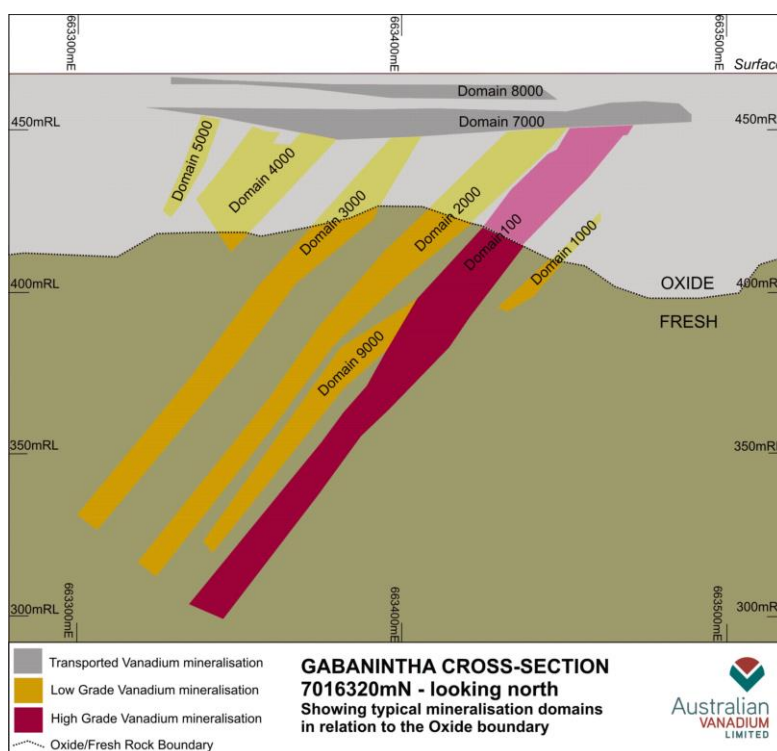 663300mE
663400mE
663500mE
Surface
Domain 8000
450mRL
Domain 7000
450mRL
Domain 5000
Domain 4000
Domain 3000
Domain 2000
Domain 100
Domain 1000
400mRL
OXIDE
400mRL
FRESH
Domain 9000
350mRL
350mRL
300mRL
663300mE
663400mE
663500mE
300mRL
Transported Vanadium mineralisation
Low Grade Vanadium mineralisation
High Grade Vanadium mineralisation
Oxide/Fresh Rock Boundary
GABANINTHA CROSS-SECTION
7016320mN - looking north
Showing typical mineralisation domains
in relation to the Oxide boundary
Australian
VANADIUM
LIMITED